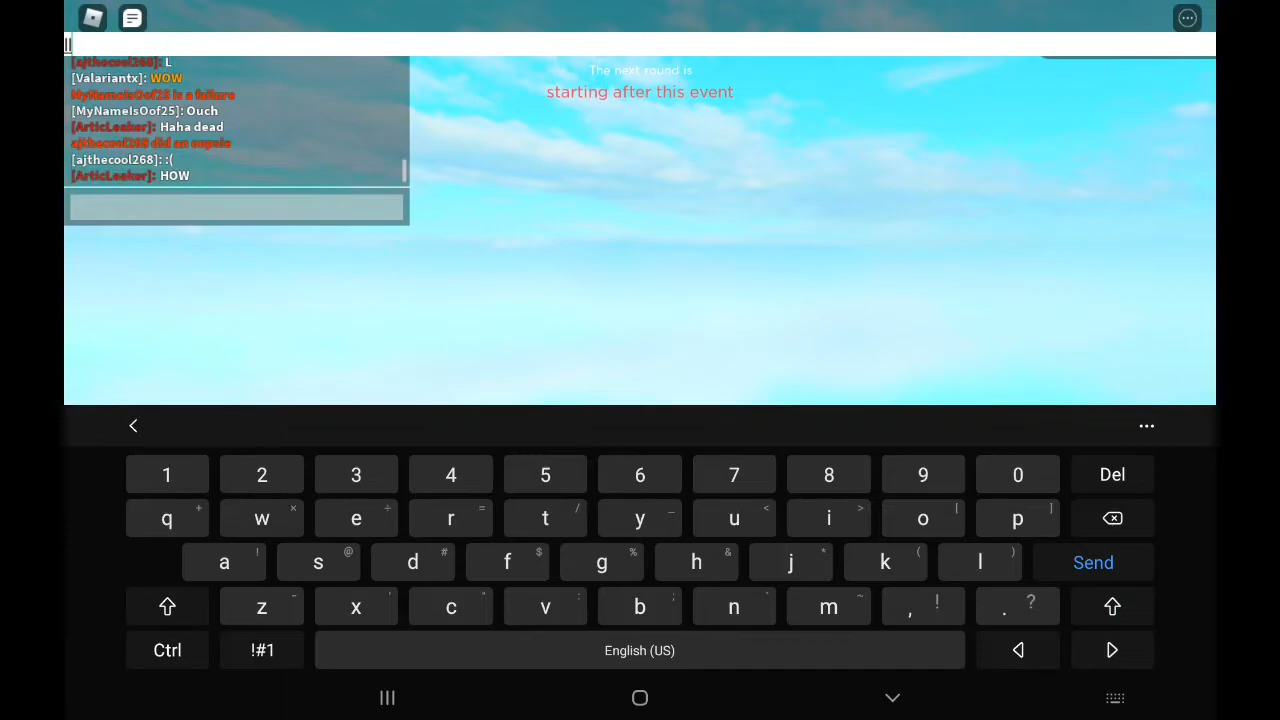 The next round is
starting after this event
[ajthecool268]: L
[Valariantx]: WOW
MyNameIsOof25 is a failure
[MyNameIsOof25]: Ouch
[ArticLeaker]: Haha dead
ajthecool268 did an oopsie
[ajthecool268]: :(
[ArticLeaker]: HOW
1 2 3 4 5 6 7 8 9 0 Del
q + w × e ÷ r = t / y _ u < i > o [ p ]
a ! s @ d # f $ g % h & j * k ( l ) Send
z - x ' c " v : b ; n ` m ~ , ! . ?
Ctrl !#1 English (US)